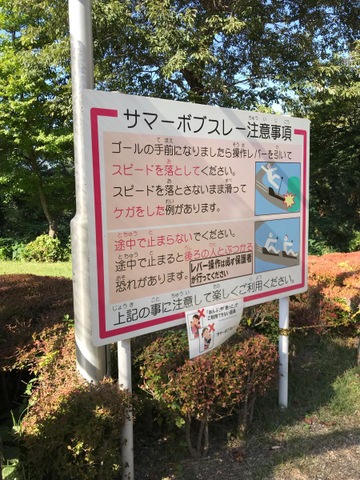 サマーボブスレー注意事項
ゴールの手前になりましたら操作レバーを引いて
スピードを落としてください。
スピードを落とさないまま滑って
ケガをした例があります。
途中で止まらないでください。
途中で止まると後ろの人とぶつかる
恐れがあります。
レバー操作は必ず保護者
が行ってください
上記の事に注意して楽しくご利用ください。